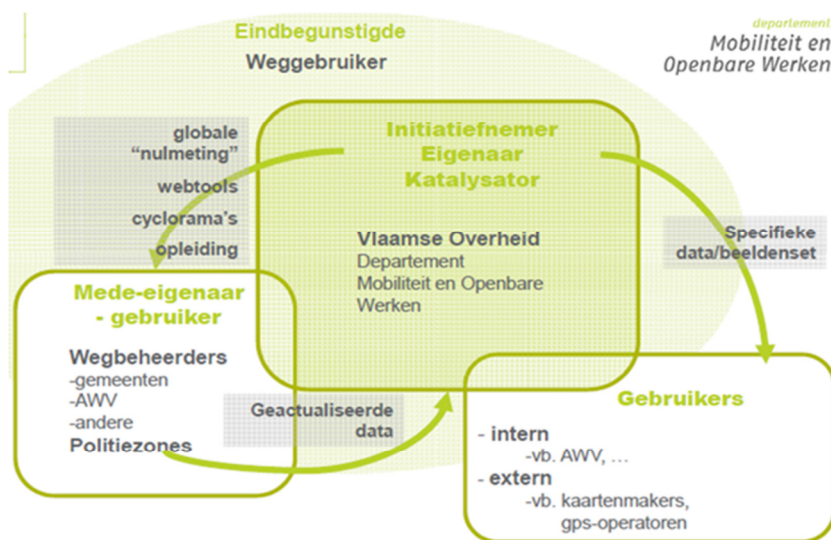 Eindbegunstigde
Weggebruiker
departement
Mobiliteit en
Openbare Werken
globale
“nulmeting”
webtools
cyclorama’s
opleiding
Initiatiefnemer
Eigenaar
Katalysator
Vlaamse Overheid
Departement
Mobiliteit en Openbare
Werken
Specifieke
data/beeldenset
Mede-eigenaar
- gebruiker
Wegbeheerders
-gemeenten
-AWV
-andere
Politiezones
Geactualiseerde
data
Gebruikers
- intern
-vb. AWV, …
- extern
-vb. kaartenmakers,
gps-operatoren